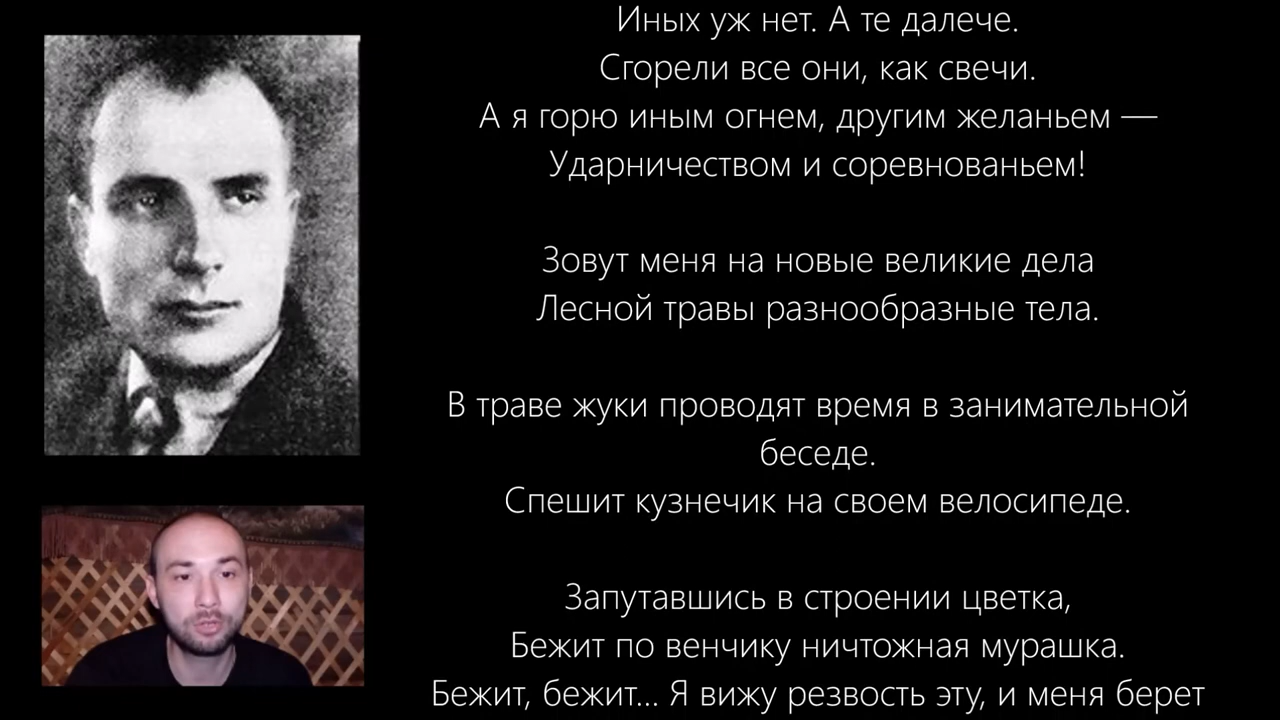 Иных уж нет. А те далече.
Сгорели все они, как свечи.
А я горю иным огнем, другим желаньем —
Ударничеством и соревнованьем!
Зовут меня на новые великие дела
Лесной травы разнообразные тела.
В траве жуки проводят время в занимательной
беседе.
Спешит кузнечик на своем велосипеде.
Запутавшись в строении цветка,
Бежит по венчику ничтожная мурашка.
Бежит, бежит... Я вижу резвость эту, и меня берет